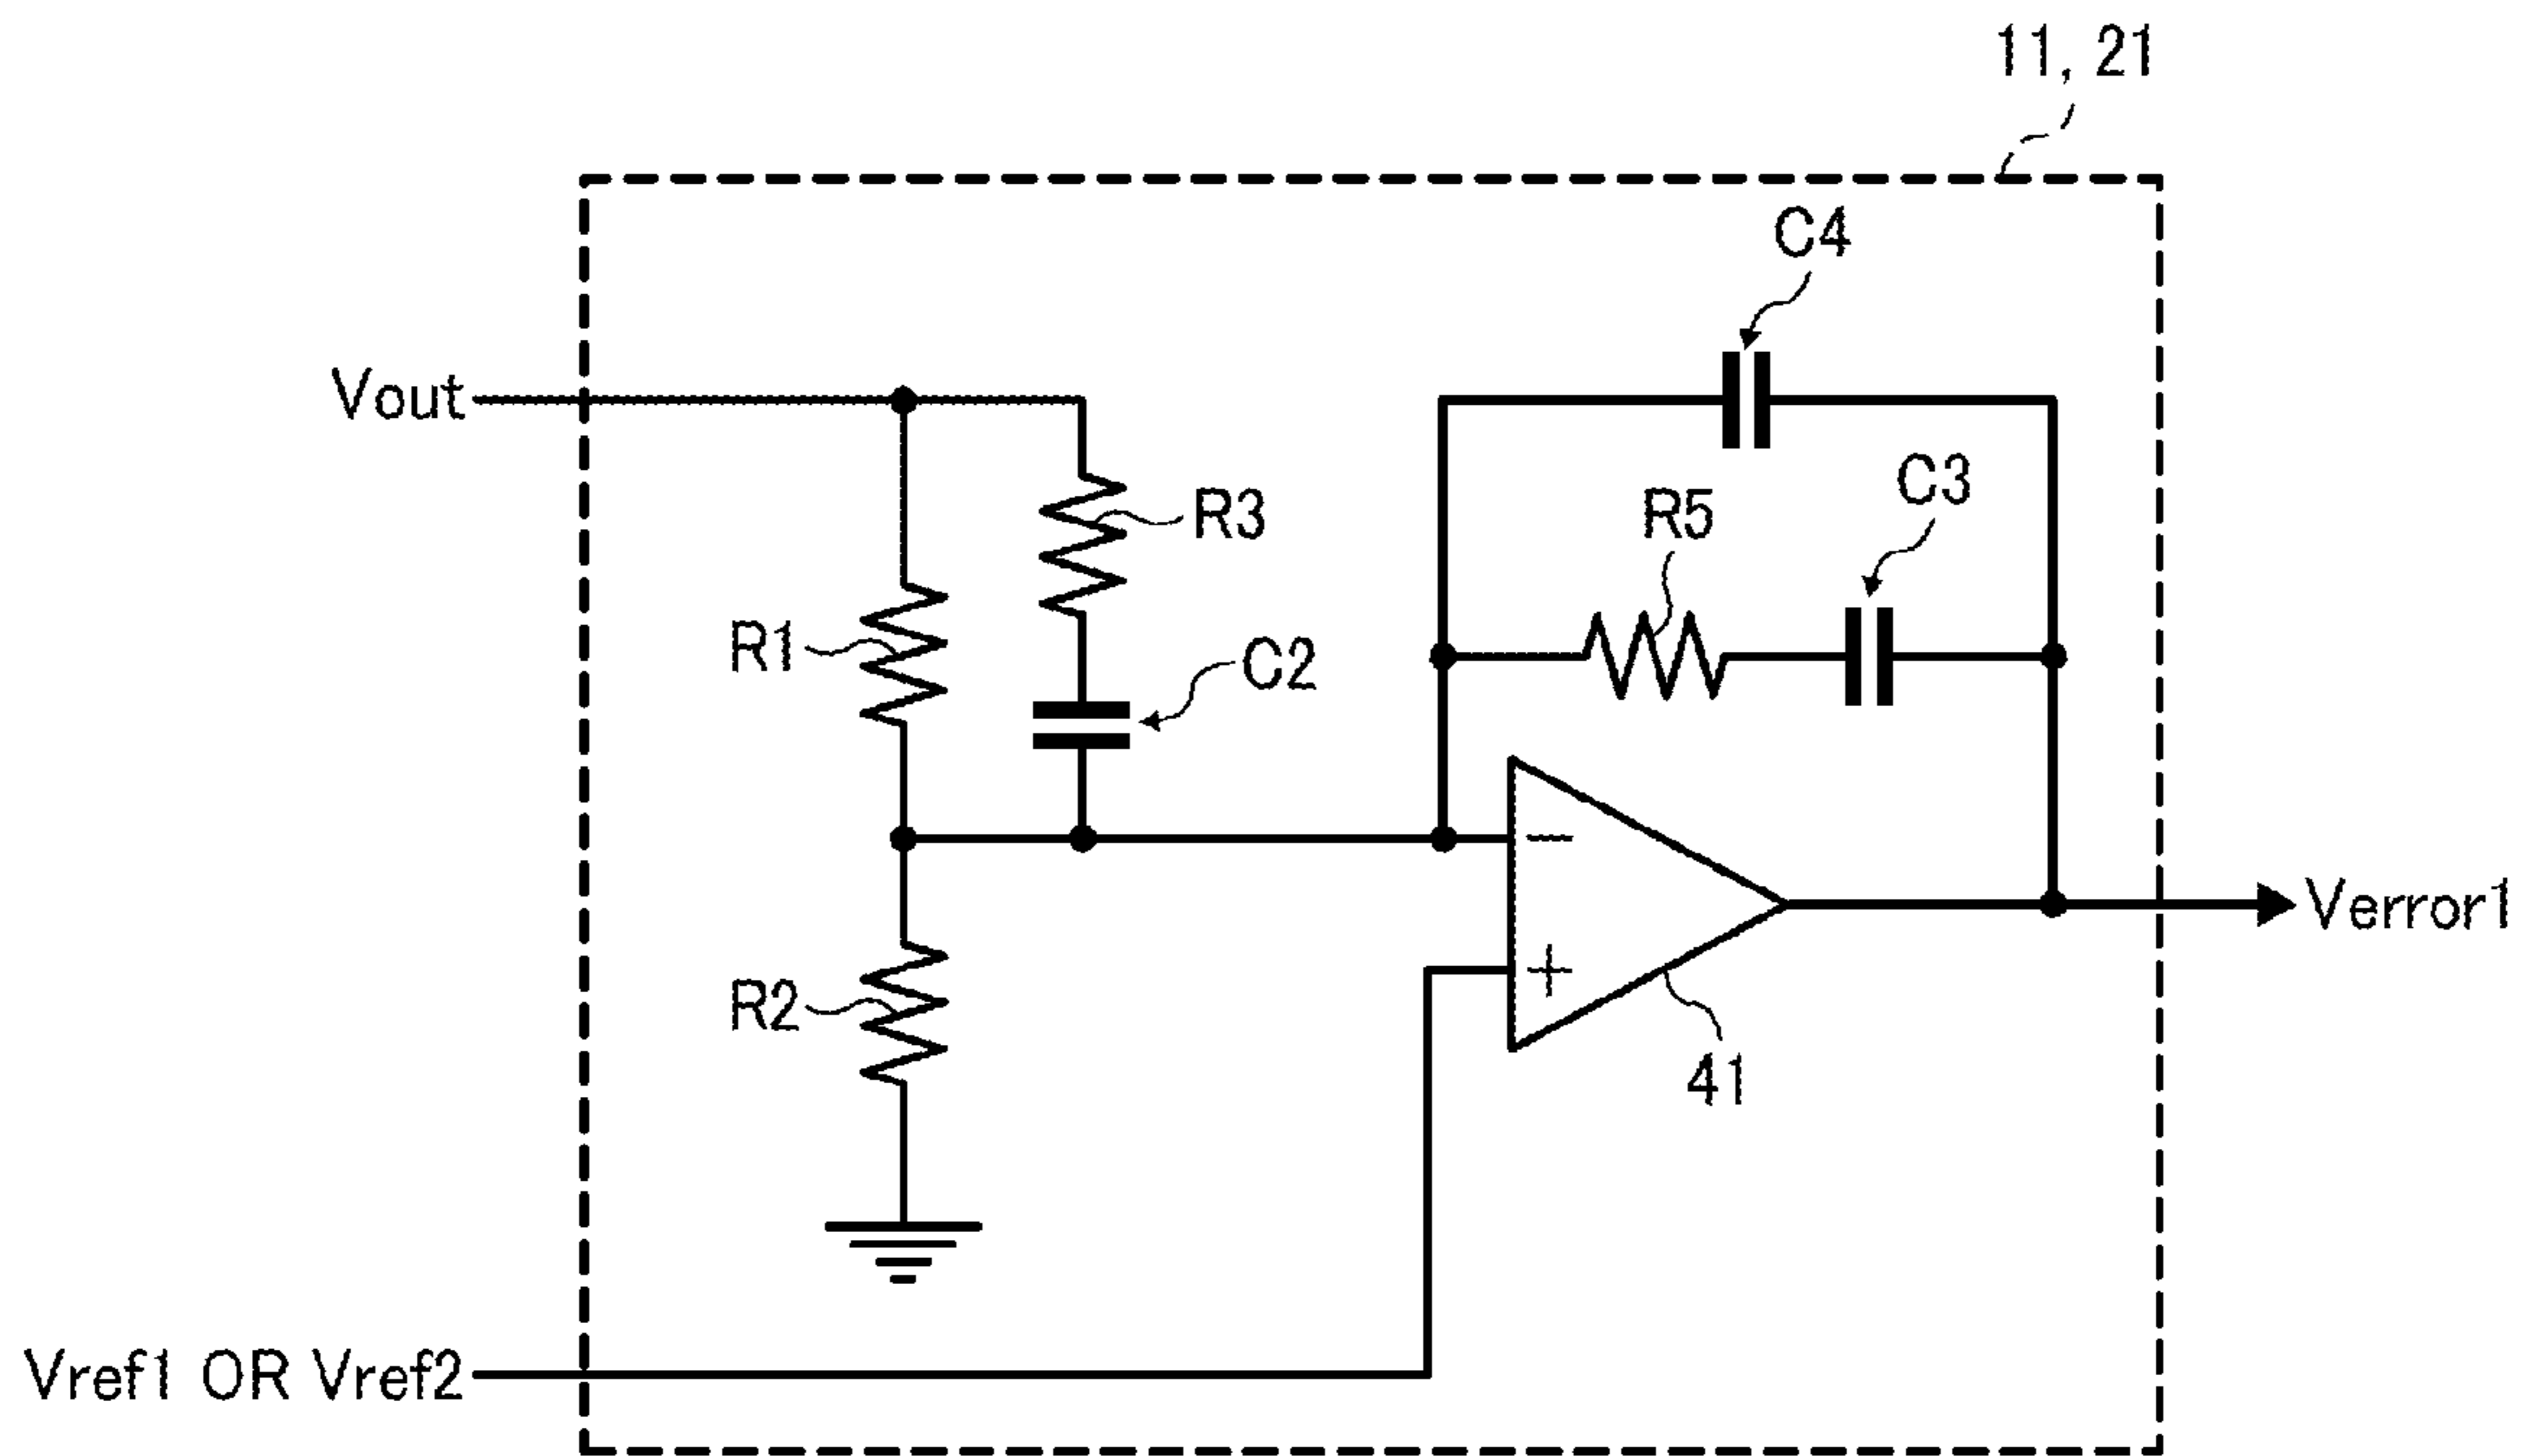 11, 21
C4
Vout
R3
R5
C3
R1
C2
−
Verror1
+
R2
41
Vref1 OR Vref2